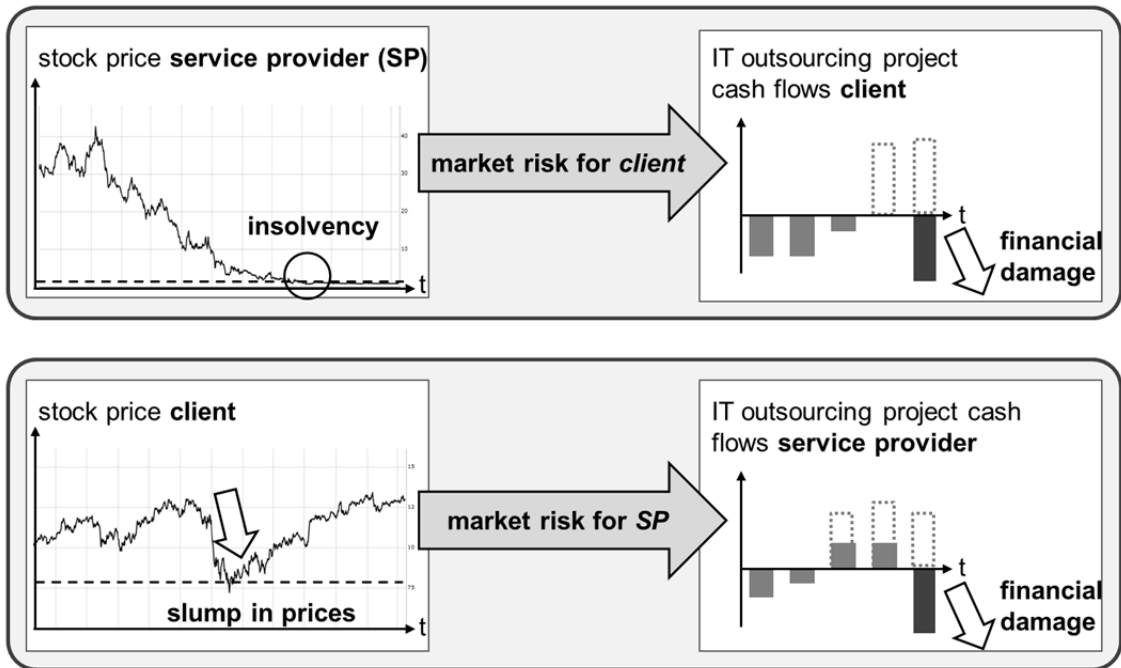 stock price service provider (SP)
40
30
20
10
insolvency
t
market risk for client
IT outsourcing project
cash flows client
t
financial
damage
stock price client
15
12
10
75
slump in prices
t
market risk for SP
IT outsourcing project cash
flows service provider
t
financial
damage